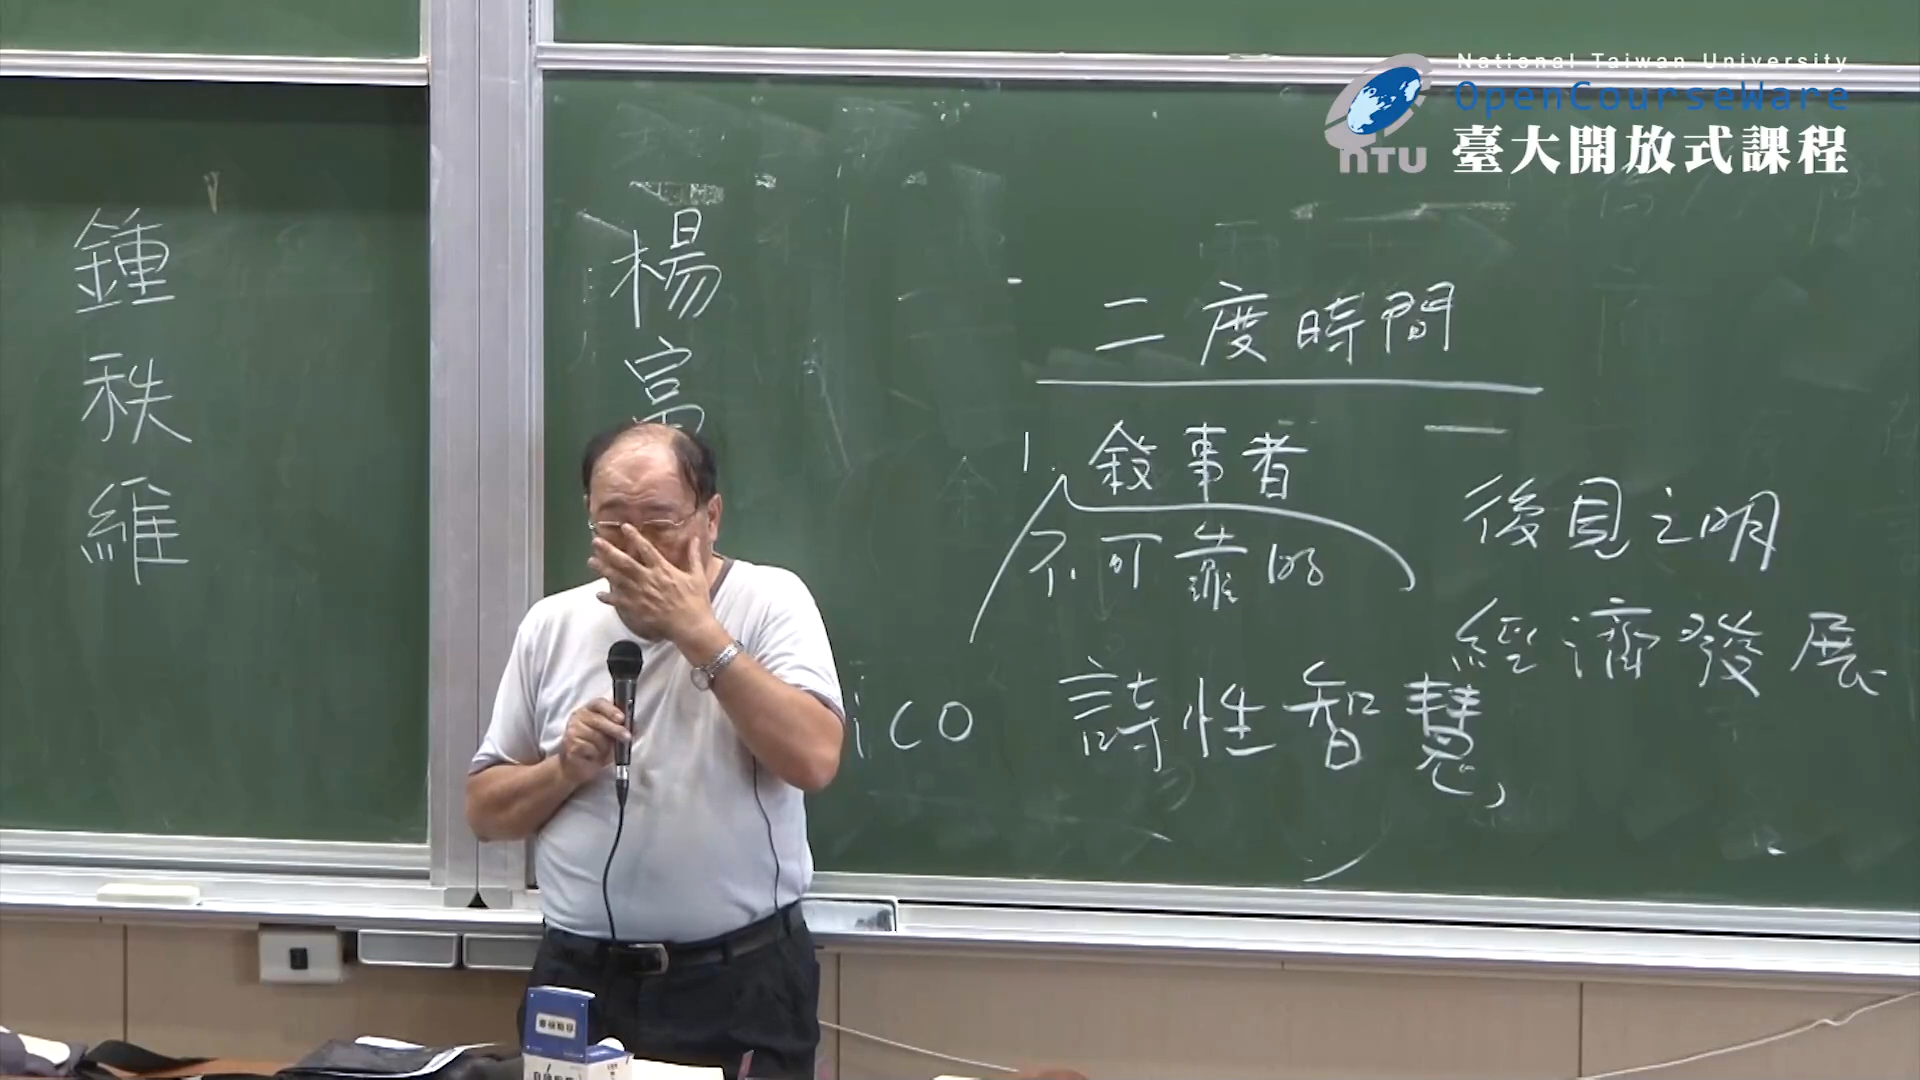 National Taiwan University
OpenCourseWare
臺大開放式課程
NTU
鍾秩維
楊富
二度時間
1. 敘事者
不可靠的
後見之明
經濟發展
ico 詩性智慧,